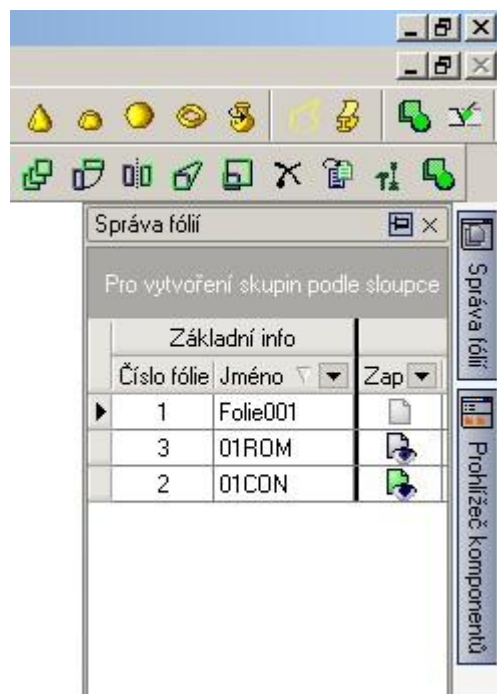 Správa fólií
Pro vytvoření skupin podle sloupce
Základní info
Číslo fólie Jméno Zap
1 Folie001
3 01ROM
2 01CON
Správa fólií
Prohlížeč komponentů